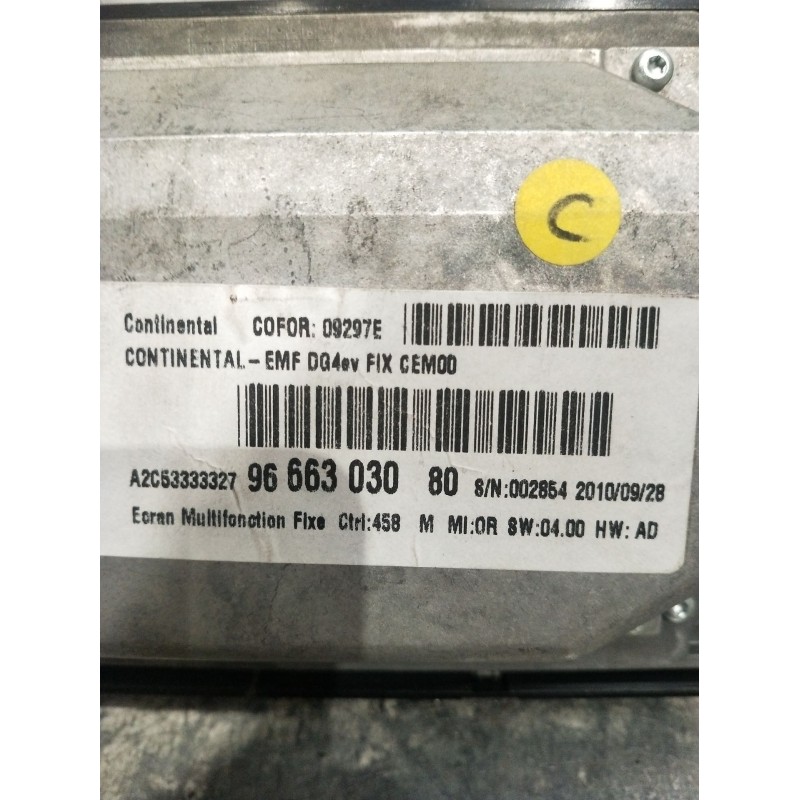 C
Continental COFOR: 09297E
CONTINENTAL - EMF DG4ev FIX CEM00
A2C53333327 96 663 030 80 S/N:002854 2010/09/28
Ecran Multifonction Fixe Ctrl:458 M MI:OR SW:04.00 HW: AD